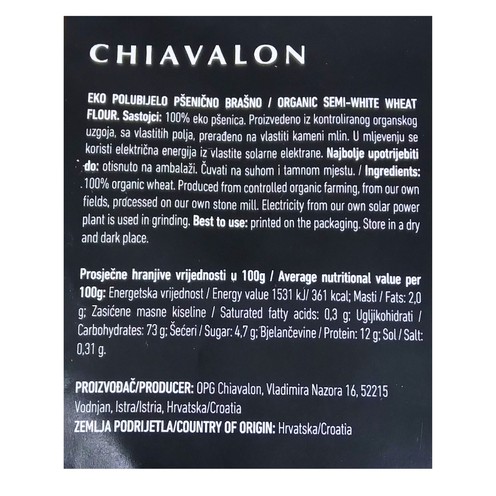 CHIAVALON
EKO POLUBIJELO PŠENIČNO BRAŠNO / ORGANIC SEMI-WHITE WHEAT
FLOUR. Sastojci: 100% eko pšenica. Proizvedeno iz kontroliranog organskog
uzgoja, sa vlastitih polja, prerađeno na vlastiti kameni mlin. U mljevenju se
koristi električna energija iz vlastite solarne elektrane. Najbolje upotrijebiti
do: otisnuto na ambalaži. Čuvati na suhom i tamnom mjestu. / Ingredients:
100% organic wheat. Produced from controlled organic farming, from our own
fields, processed on our own stone mill. Electricity from our own solar power
plant is used in grinding. Best to use: printed on the packaging. Store in a dry
and dark place.
Prosječne hranjive vrijednosti u 100g / Average nutritional value per
100g: Energetska vrijednost / Energy value 1531 kJ/ 361 kcal; Masti / Fats: 2,0
g; Zasićene masne kiseline / Saturated fatty acids: 0,3 g; Ugljikohidrati /
Carbohydrates: 73 g; Šećeri / Sugar: 4,7 g; Bjelančevine / Protein: 12 g; Sol / Salt:
0,31 g.
PROIZVOĐAČ/PRODUCER: OPG Chiavalon, Vladimira Nazora 16, 52215
Vodnjan, Istra/Istria, Hrvatska/Croatia
ZEMLJA PODRIJETLA/COUNTRY OF ORIGIN: Hrvatska/Croatia